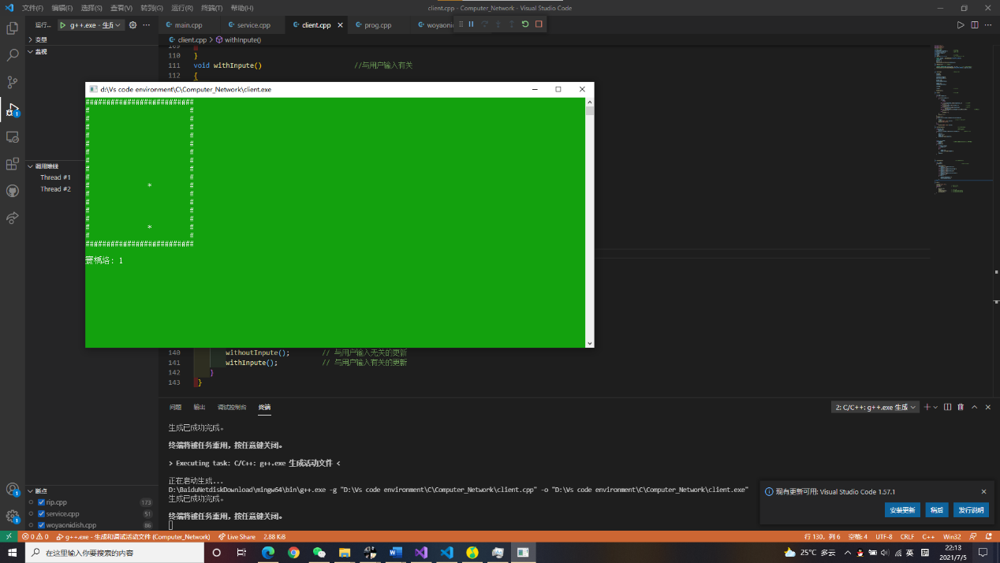 文件(F) 编辑(E) 选择(S) 查看(V) 转到(G) 运行(R) 终端(T) 帮助(H)
client.cpp - Computer_Network - Visual Studio Code
运行... g++.exe - 生成
main.cpp service.cpp client.cpp prog.cpp woyaoni
变量
client.cpp > withInpute()
监视
109
110 }
111 void withInpute() //与用户输入有关
112 {
d:\Vs code environment\C\Computer_Network\client.exe
##########################
# #
# #
# #
# #
# #
# #
# #
# #
# #
# * #
# #
# #
# #
# #
# * #
# #
##########################
: 1
调用堆栈
Thread #1
Thread #2
140 withoutInpute(); // 与用户输入无关的更新
141 withInpute(); // 与用户输入有关的更新
142 }
143 }
问题 输出 调试控制台 终端
2: C/C++: g++.exe 生成
生成已成功完成。
终端将被任务重用，按任意键关闭。
> Executing task: C/C++: g++.exe 生成活动文件 <
正在启动生成...
D:\BaiduNetdiskDownload\mingw64\bin\g++.exe -g "D:\Vs code environment\C\Computer_Network\client.cpp" -o "D:\Vs code environment\C\Computer_Network\client.exe"
生成已成功完成。
终端将被任务重用，按任意键关闭。
断点
rip.cpp 173
service.cpp 51
woyaonidish.cpp 86
现有更新可用: Visual Studio Code 1.57.1
安装更新 稍后 发行说明
0 0 g++.exe - 生成和调试活动文件 (Computer_Network) Live Share 2.88 KiB
行 130，列 6 空格: 4 UTF-8 CRLF C++ Win32
在这里输入你要搜索的内容
25°C 多云
英
拼
22:13
2021/7/5